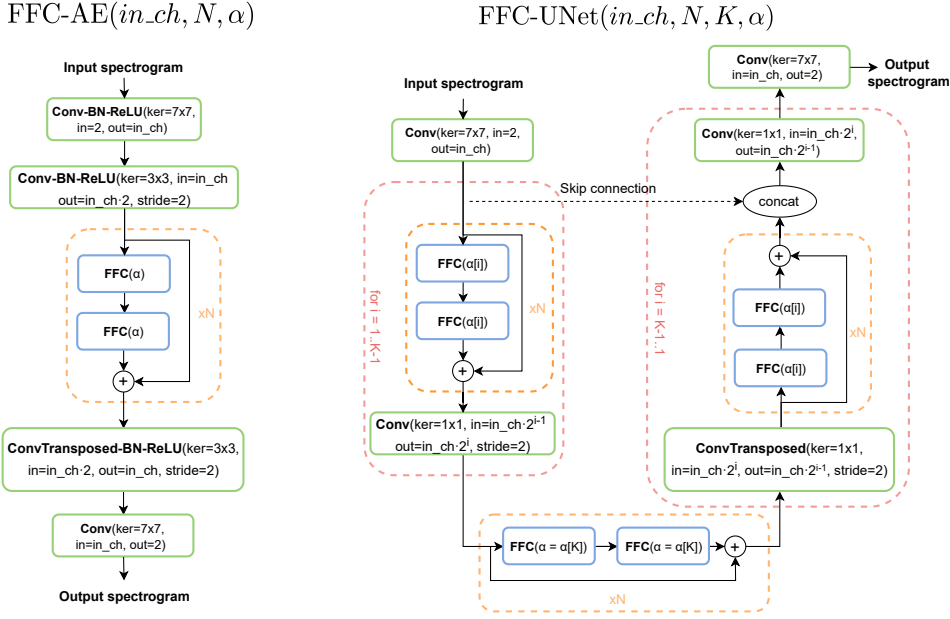 FFC-AE(in_ch, N, α)
Input spectrogram
Conv-BN-ReLU(ker=7x7,
in=2, out=in_ch)
Conv-BN-ReLU(ker=3x3, in=in_ch
out=in_ch·2, stride=2)
FFC(α)
FFC(α)
xN
+
ConvTransposed-BN-ReLU(ker=3x3,
in=in_ch·2, out=in_ch, stride=2)
Conv(ker=7x7,
in=in_ch, out=2)
Output spectrogram
FFC-UNet(in_ch, N, K, α)
Input spectrogram
Conv(ker=7x7, in=2,
out=in_ch)
Skip connection
for i = 1..K-1
FFC(α[i])
FFC(α[i])
xN
+
Conv(ker=1x1, in=in_ch·2^{i-1}
out=in_ch·2^{i}, stride=2)
FFC(α = α[K])
FFC(α = α[K])
+
xN
Conv(ker=7x7,
in=in_ch, out=2)
Output
spectrogram
Conv(ker=1x1, in=in_ch·2^{i},
out=in_ch·2^{i-1})
concat
+
FFC(α[i])
FFC(α[i])
xN
for i = K-1..1
ConvTransposed(ker=1x1,
in=in_ch·2^{i}, out=in_ch·2^{i-1}, stride=2)